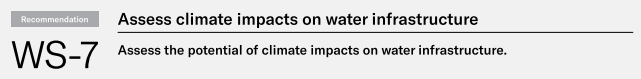 Recommendation
Assess climate impacts on water infrastructure
WS-7
Assess the potential of climate impacts on water infrastructure.